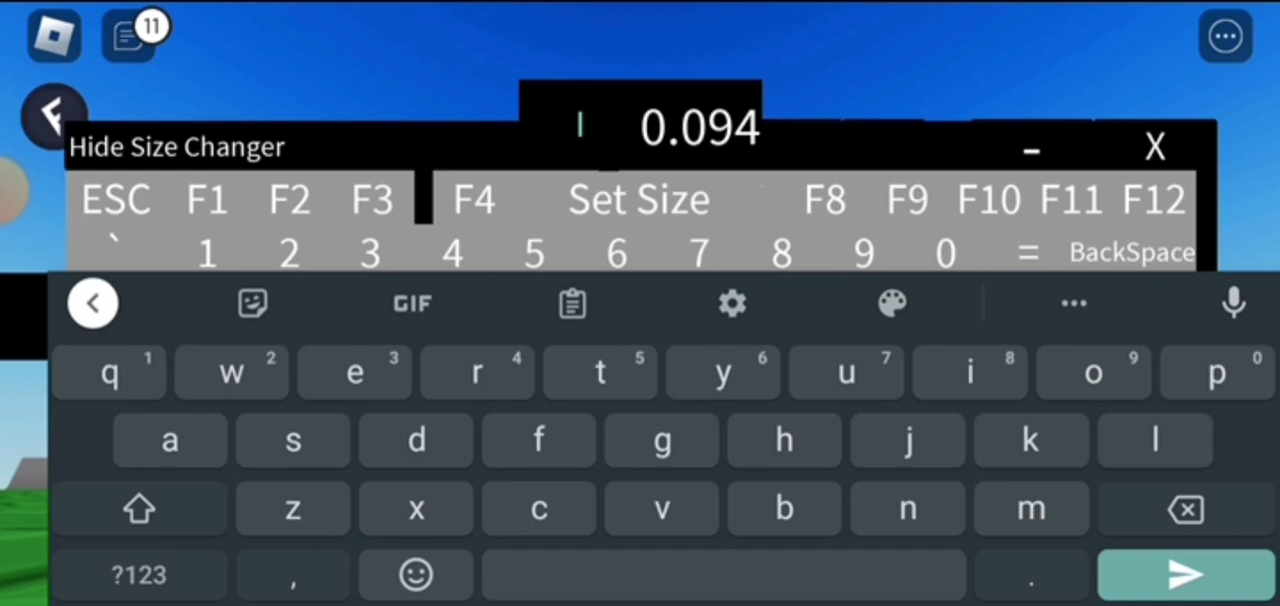 11
0.094
Hide Size Changer - X
ESC F1 F2 F3 F4 Set Size F8 F9 F10 F11 F12
` 1 2 3 4 5 6 7 8 9 0 = BackSpace
GIF
q 1 w 2 e 3 r 4 t 5 y 6 u 7 i 8 o 9 p 0
a s d f g h j k l
z x c v b n m
?123 , .